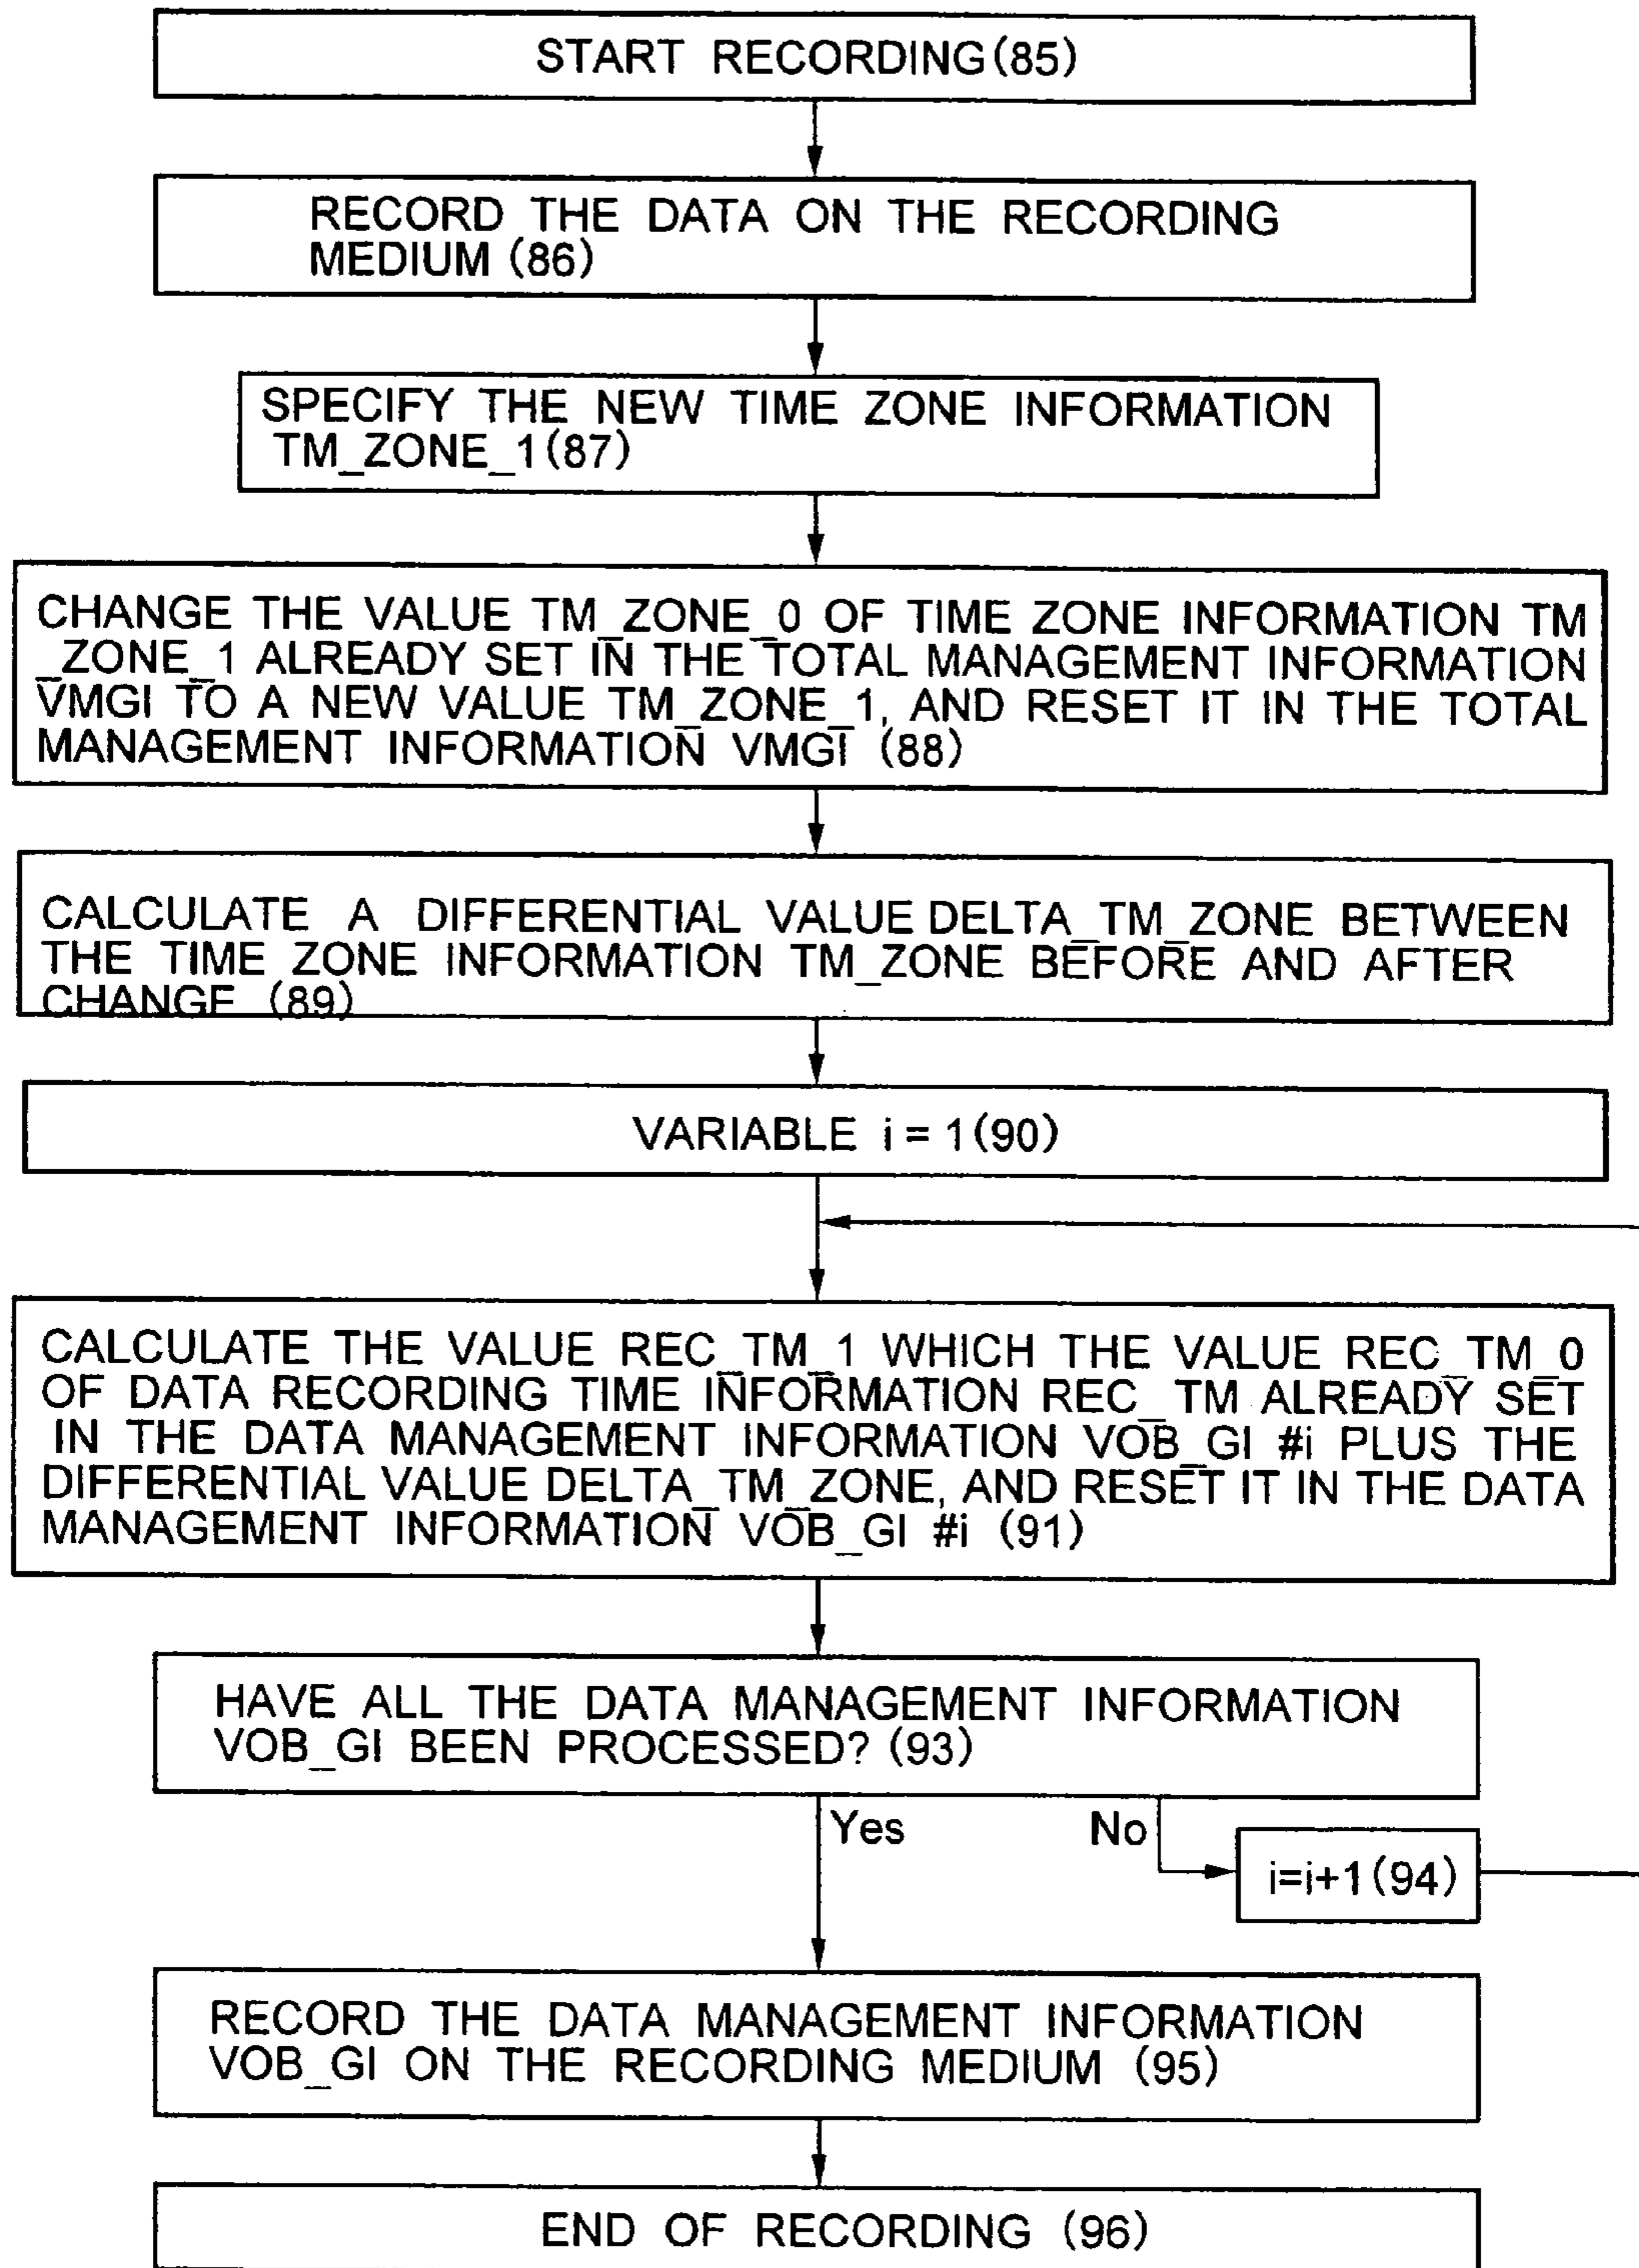 START RECORDING(85)
RECORD THE DATA ON THE RECORDING
MEDIUM (86)
SPECIFY THE NEW TIME ZONE INFORMATION
TM_ZONE_1(87)
CHANGE THE VALUE TM_ZONE_0 OF TIME ZONE INFORMATION TM
_ZONE_1 ALREADY SET IN THE TOTAL MANAGEMENT INFORMATION
VMGI TO A NEW VALUE TM_ZONE_1, AND RESET IT IN THE TOTAL
MANAGEMENT INFORMATION VMGI (88)
CALCULATE A DIFFERENTIAL VALUE DELTA_TM_ZONE BETWEEN
THE TIME ZONE INFORMATION TM_ZONE BEFORE AND AFTER
CHANGE (89)
VARIABLE i = 1(90)
CALCULATE THE VALUE REC_TM_1 WHICH THE VALUE REC_TM_0
OF DATA RECORDING TIME INFORMATION REC_TM ALREADY SET
IN THE DATA MANAGEMENT INFORMATION VOB_GI #i PLUS THE
DIFFERENTIAL VALUE DELTA_TM_ZONE, AND RESET IT IN THE DATA
MANAGEMENT INFORMATION VOB_GI #i (91)
HAVE ALL THE DATA MANAGEMENT INFORMATION
VOB_GI BEEN PROCESSED? (93)
Yes
No
i=i+1(94)
RECORD THE DATA MANAGEMENT INFORMATION
VOB_GI ON THE RECORDING MEDIUM (95)
END OF RECORDING (96)